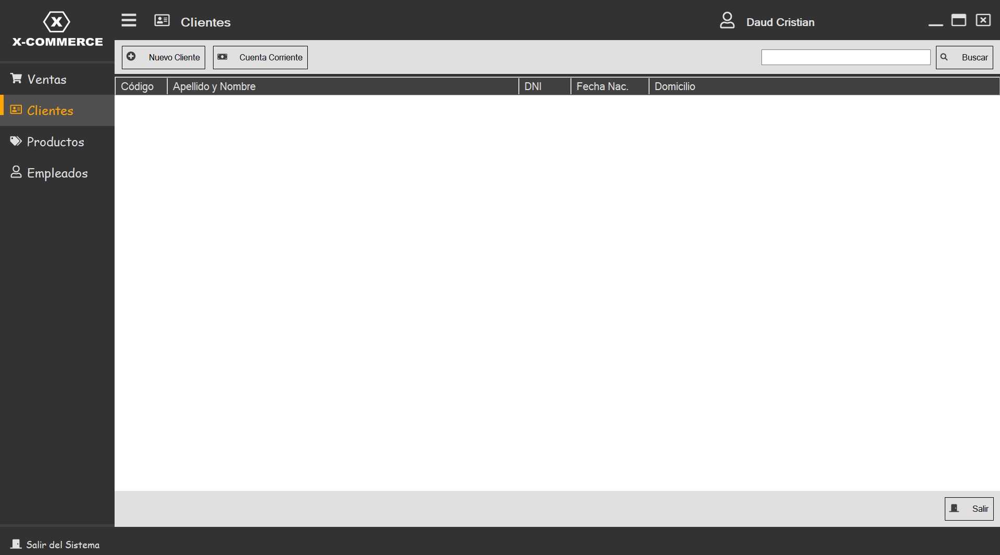 X
X-COMMERCE
Clientes
Daud Cristian
Nuevo Cliente
Cuenta Corriente
Buscar
Código
Apellido y Nombre
DNI
Fecha Nac.
Domicilio
Ventas
Clientes
Productos
Empleados
Salir
Salir del Sistema